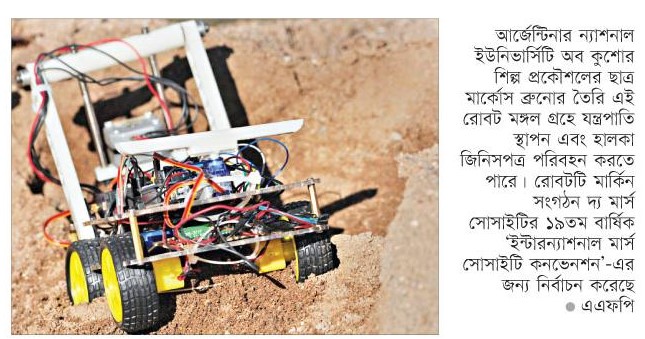 আর্জেন্টিনার ন্যাশনাল
ইউনিভার্সিটি অব কুশোর
শিল্প প্রকৌশলের ছাত্র
মার্কোস ব্রুনোর তৈরি এই
রোবট মঙ্গল গ্রহে যন্ত্রপাতি
স্থাপন এবং হালকা
জিনিসপত্র পরিবহন করতে
পারে। রোবটটি মার্কিন
সংগঠন দ্য মার্স
সোসাইটির ১৯তম বার্ষিক
‘ইন্টারন্যাশনাল মার্স
সোসাইটি কনভেনশন’-এর
জন্য নির্বাচন করেছে
● এএফপি